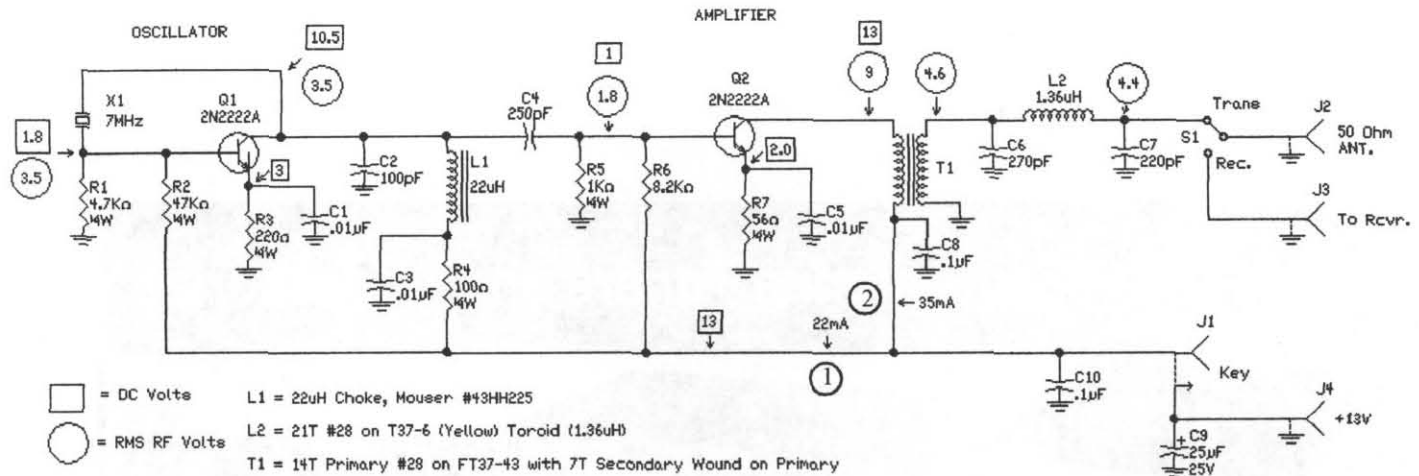 AMPLIFIER
OSCILLATOR
10.5
3.5
X1
7MHz
Q1
2N2222A
1.8
3.5
3
R1
4.7KΩ
¼W
R2
47KΩ
¼W
R3
220Ω
¼W
C1
.01µF
C2
100pF
L1
22uH
C3
.01µF
R4
100Ω
¼W
C4
250pF
1
1.8
R5
1KΩ
¼W
R6
8.2KΩ
Q2
2N2222A
2.0
R7
56Ω
¼W
C5
.01µF
13
9
4.6
T1
C8
.1µF
L2
1.36uH
4.4
C6
270pF
C7
220pF
Trans
S1
Rec.
J2
50 Ohm
ANT.
J3
To Rcvr.
2
35mA
13
22mA
1
J1
Key
C10
.1µF
J4
+13V
+
C9
25µF
25V
= DC Volts
= RMS RF Volts
L1 = 22uH Choke, Mouser #43HH225
L2 = 21T #28 on T37-6 (Yellow) Toroid (1.36uH)
T1 = 14T Primary #28 on FT37-43 with 7T Secondary Wound on Primary